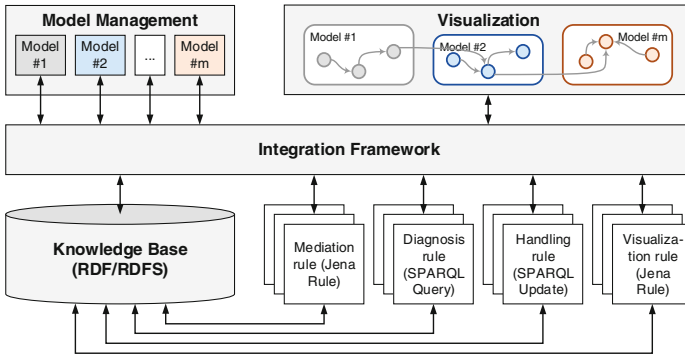 Model Management
Model
#1
Model
#2
...
Model
#m
Visualization
Model #1
Model #2
Model #m
Integration Framework
Knowledge Base
(RDF/RDFS)
Mediation
rule (Jena
Rule)
Diagnosis
rule
(SPARQL
Query)
Handling
rule
(SPARQL
Update)
Visualiza-
tion rule
(Jena
Rule)